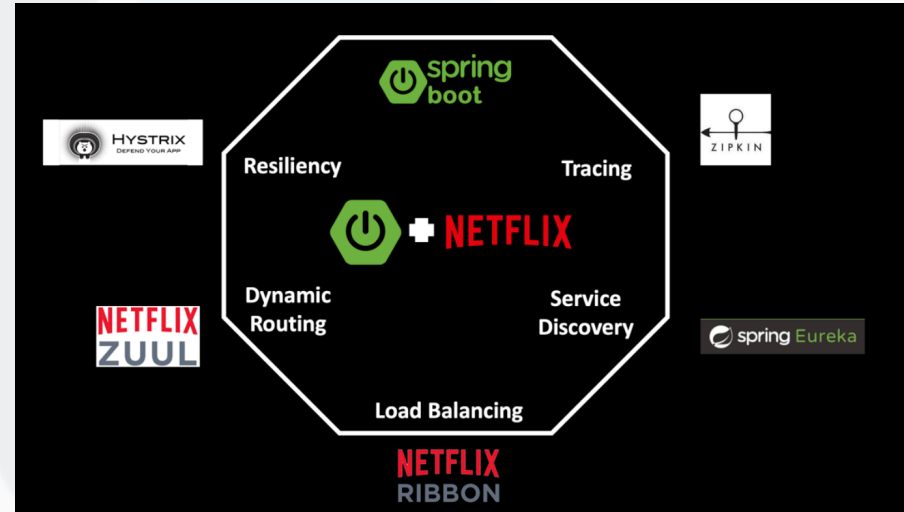 spring
boot
HYSTRIX
DEFEND YOUR APP
ZIPKIN
Resiliency
Tracing
NETFLIX
Dynamic
Routing
Service
Discovery
NETFLIX
ZUUL
spring Eureka
Load Balancing
NETFLIX
RIBBON